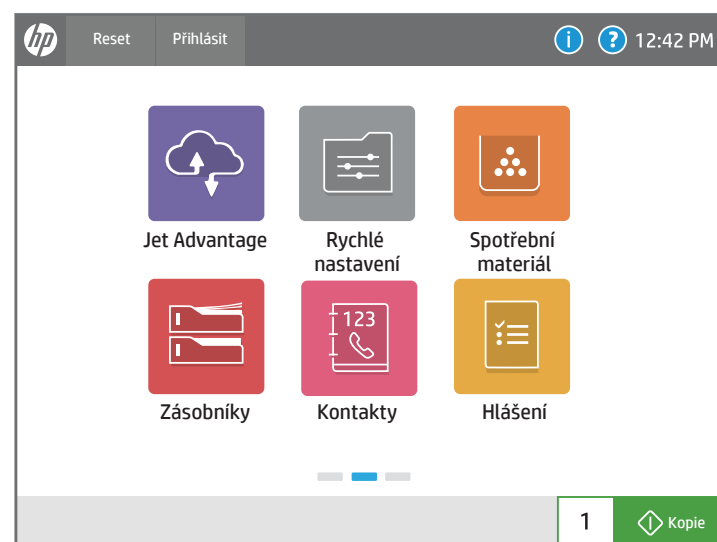 hp
Reset
Přihlásit
i
?
12:42 PM
Jet Advantage
Rychlé
nastavení
Spotřební
materiál
123
Zásobníky
Kontakty
Hlášení
1
Kopie